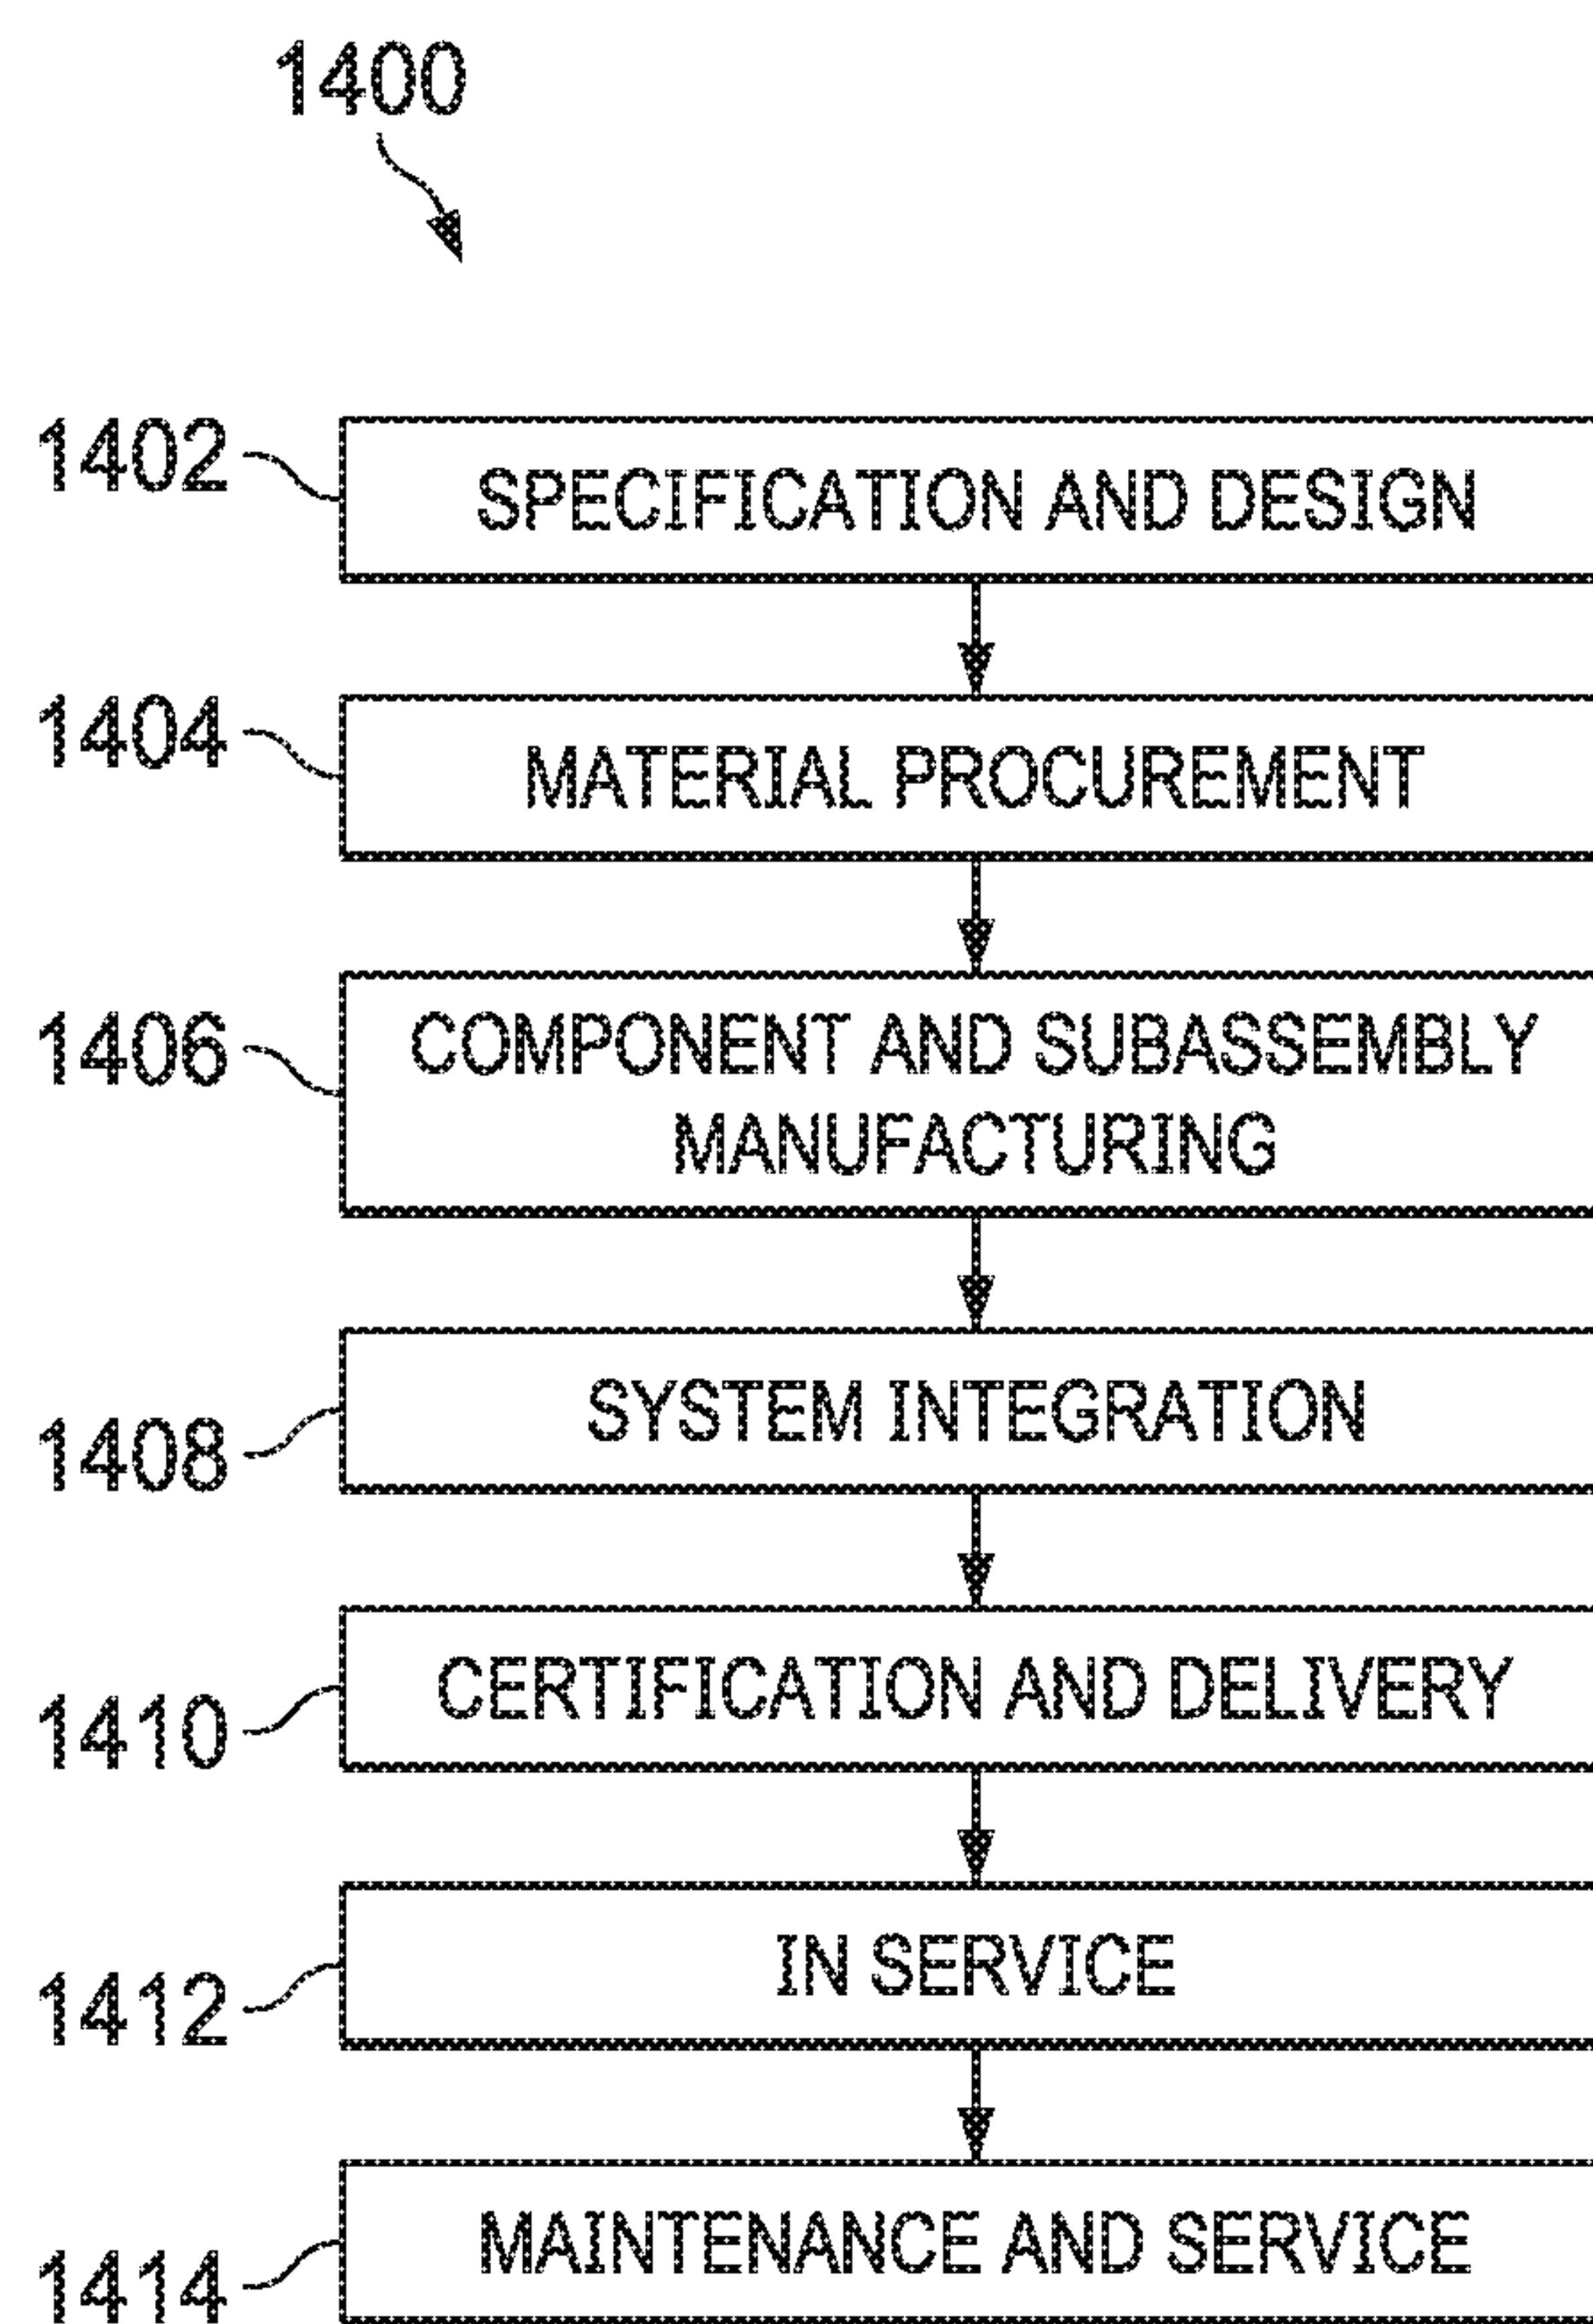 1400
1402
SPECIFICATION AND DESIGN
1404
MATERIAL PROCUREMENT
1406
COMPONENT AND SUBASSEMBLY
MANUFACTURING
1408
SYSTEM INTEGRATION
1410
CERTIFICATION AND DELIVERY
1412
IN SERVICE
1414
MAINTENANCE AND SERVICE